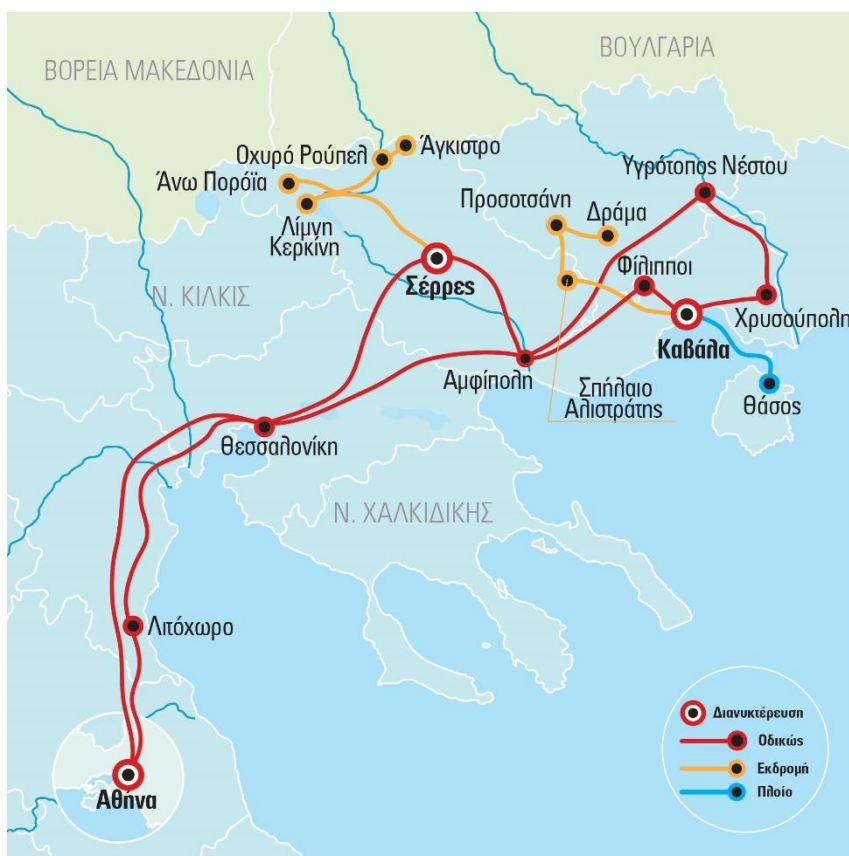 ΒΟΡΕΙΑ ΜΑΚΕΔΟΝΙΑ
ΒΟΥΛΓΑΡΙΑ
Οχυρό Ρούπελ
Άγκιστρο
Άνω Πορόϊα
Λίμνη
Κερκίνη
Προσοτσάνη
Δράμα
Υγρότοπος Νέστου
Σέρρες
Φίλιπποι
Ν. ΚΙΛΚΙΣ
Χρυσούπολη
Καβάλα
Αμφίπολη
Σπήλαιο
Αλιστράτης
Θάσος
Θεσσαλονίκη
Ν. ΧΑΛΚΙΔΙΚΗΣ
Λιτόχωρο
Αθήνα
Διανυκτέρευση
Οδικώς
Εκδρομή
Πλοίο